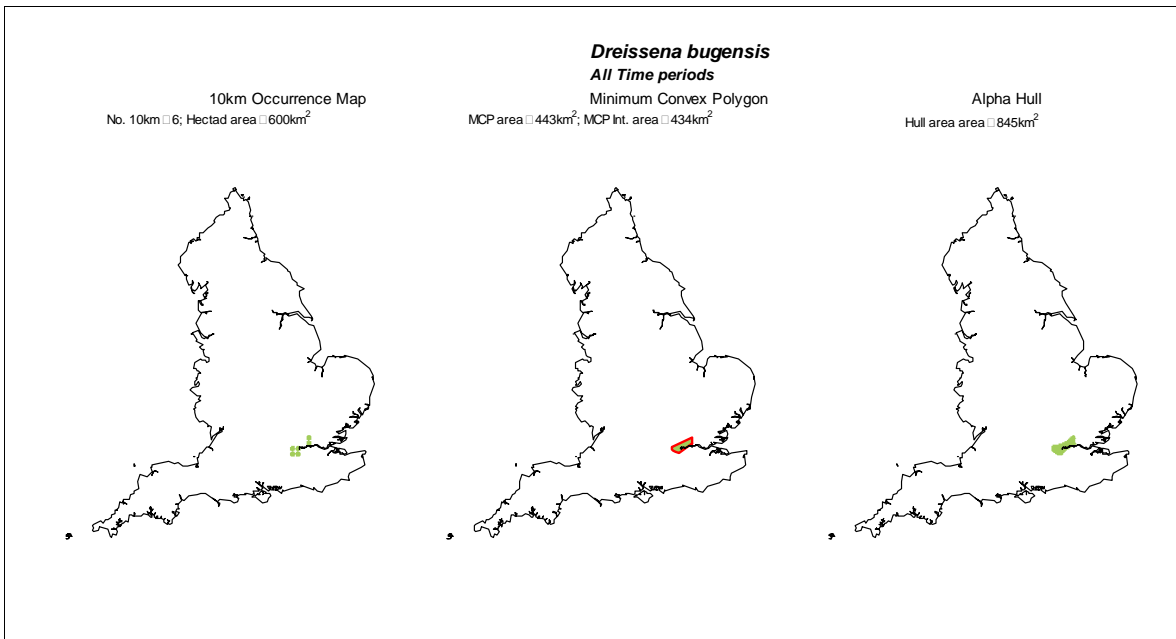 Dreissena bugensis
All Time periods
10km Occurrence Map
No. 10km □ 6; Hectad area □ 600km²
Minimum Convex Polygon
MCP area □ 443km²; MCP Int. area □ 434km²
Alpha Hull
Hull area area □ 845km²